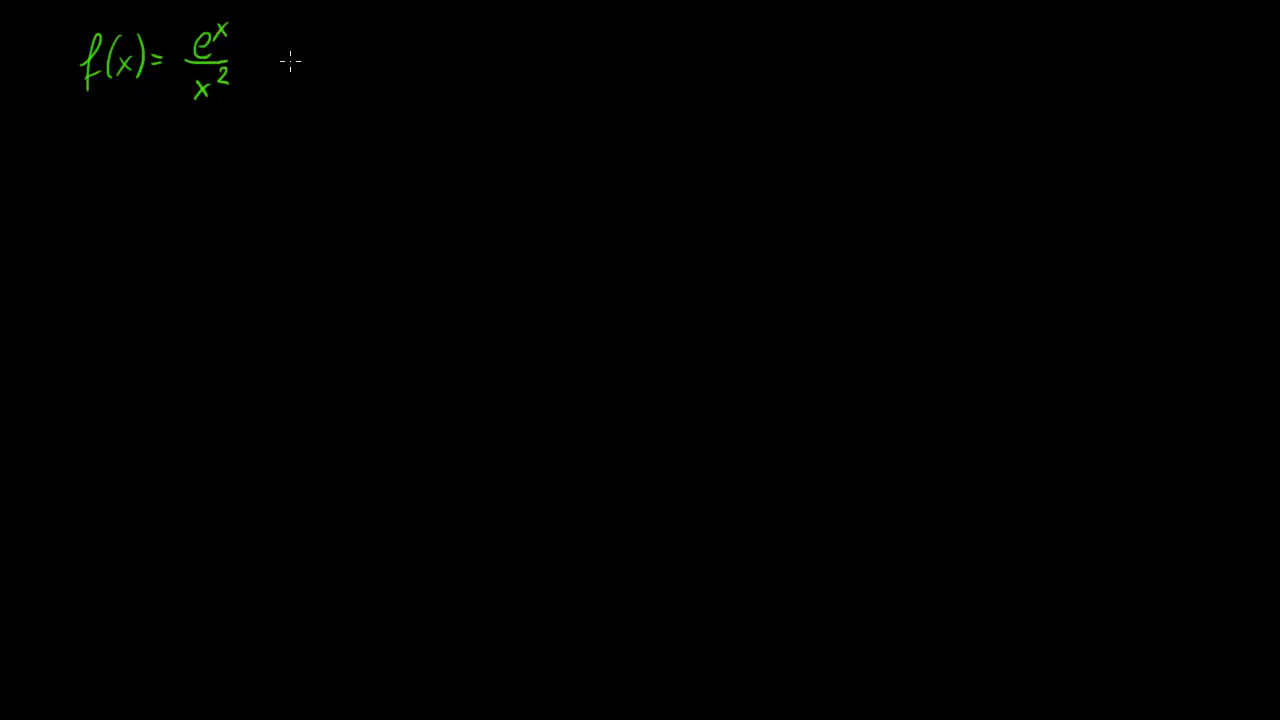 f(x) = e^x / x^2